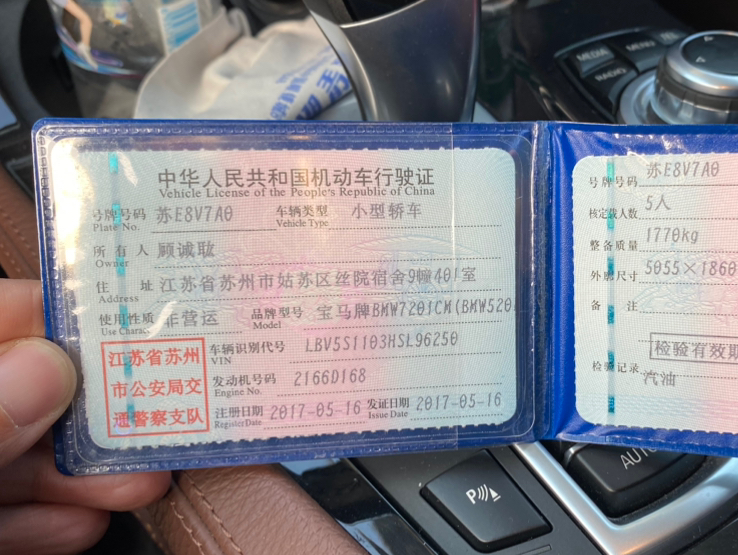 中华人民共和国机动车行驶证
Vehicle License of the People's Republic of China
号牌号码 苏E8V7A0 车辆类型 小型轿车
Plate No. Vehicle Type
所有人 顾诚耿
Owner
住址 江苏省苏州市姑苏区丝院宿舍9幢401室
Address
使用性质 非营运 品牌型号 宝马牌BMW7201CM(BMW520
Use Charac Model
江苏省苏州
市公安局交
通警察支队
车辆识别代号 LBV5S1103HSL96250
VIN
发动机号码 2166D168
Engine No.
注册日期 2017-05-16 发证日期 2017-05-16
Register Date Issue Date
号牌号码 苏E8V7A0
核定载人数 5人
整备质量 1770kg
外廓尺寸 5055×1860
备注
检验有效期
检验记录
汽油
MEDIA
RADIO
MENU
AUTO
P